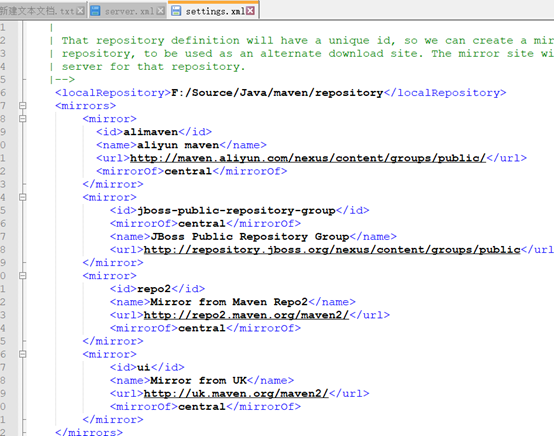 新建文本文档.txt server.xml settings.xml
1 |
2 | That repository definition will have a unique id, so we can create a mir
3 | repository, to be used as an alternate download site. The mirror site wi
4 | server for that repository.
5 |-->
6 <localRepository>F:/Source/Java/maven/repository</localRepository>
7 <mirrors>
8 <mirror>
9 <id>alimaven</id>
0 <name>aliyun maven</name>
1 <url>http://maven.aliyun.com/nexus/content/groups/public/</url>
2 <mirrorOf>central</mirrorOf>
3 </mirror>
4 <mirror>
5 <id>jboss-public-repository-group</id>
6 <mirrorOf>central</mirrorOf>
7 <name>JBoss Public Repository Group</name>
8 <url>http://repository.jboss.org/nexus/content/groups/public</url
9 </mirror>
0 <mirror>
1 <id>repo2</id>
2 <name>Mirror from Maven Repo2</name>
3 <url>http://repo2.maven.org/maven2/</url>
4 <mirrorOf>central</mirrorOf>
5 </mirror>
6 <mirror>
7 <id>ui</id>
8 <name>Mirror from UK</name>
9 <url>http://uk.maven.org/maven2/</url>
0 <mirrorOf>central</mirrorOf>
1 </mirror>
2 </mirrors>